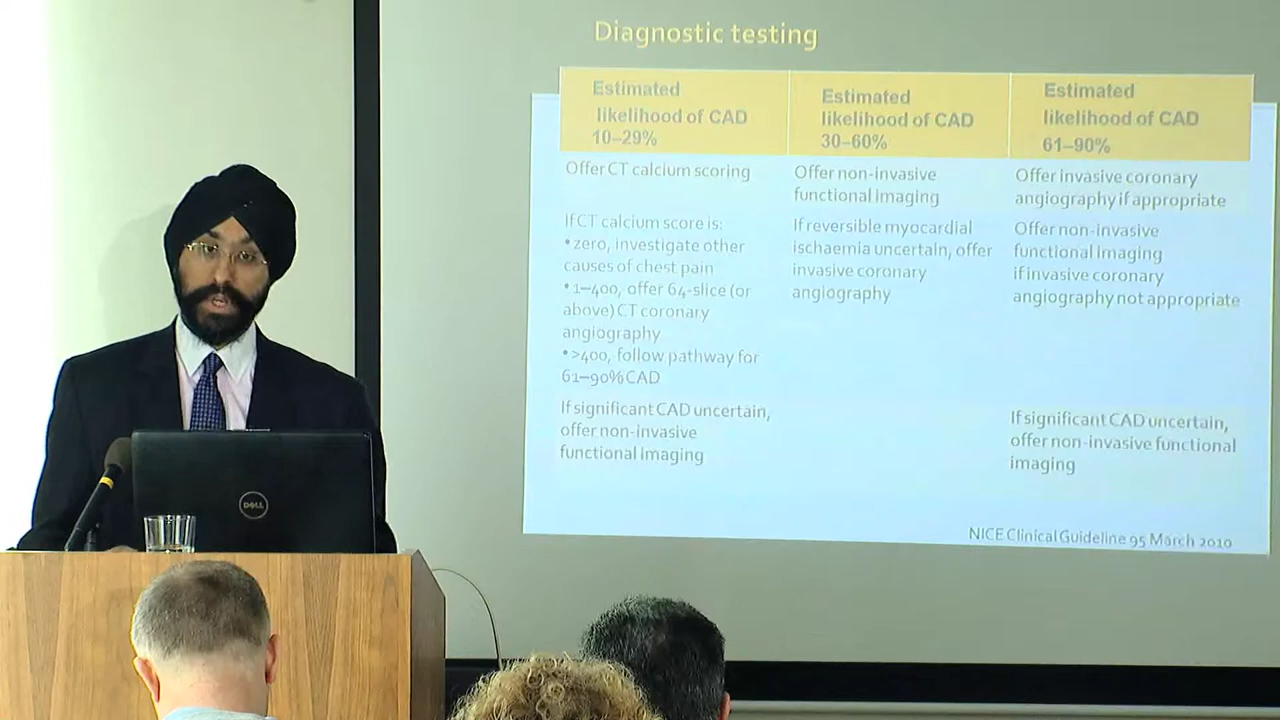 Diagnostic testing
Estimated
likelihood of CAD
10–29%
Estimated
likelihood of CAD
30–60%
Estimated
likelihood of CAD
61–90%
Offer CT calcium scoring
Offer non-invasive
functional imaging
Offer invasive coronary
angiography if appropriate
If CT calcium score is:
• zero, investigate other
causes of chest pain
• 1–400, offer 64-slice (or
above) CT coronary
angiography
• >400, follow pathway for
61–90% CAD
If reversible myocardial
ischaemia uncertain, offer
invasive coronary
angiography
Offer non-invasive
functional imaging
if invasive coronary
angiography not appropriate
If significant CAD uncertain,
offer non-invasive
functional imaging
If significant CAD uncertain,
offer non-invasive functional
imaging
NICE Clinical Guideline 95 March 2010
DELL